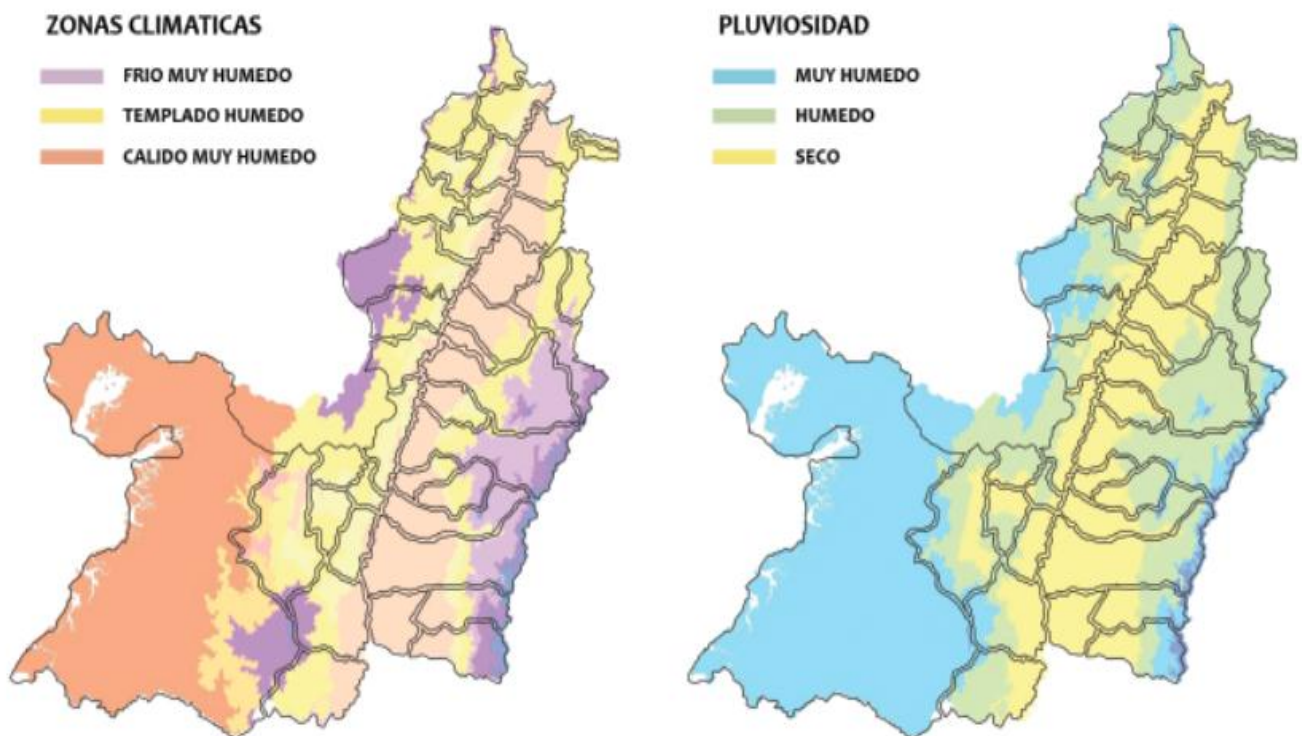 ZONAS CLIMATICAS
FRIO MUY HUMEDO
TEMPLADO HUMEDO
CALIDO MUY HUMEDO
PLUVIOSIDAD
MUY HUMEDO
HUMEDO
SECO